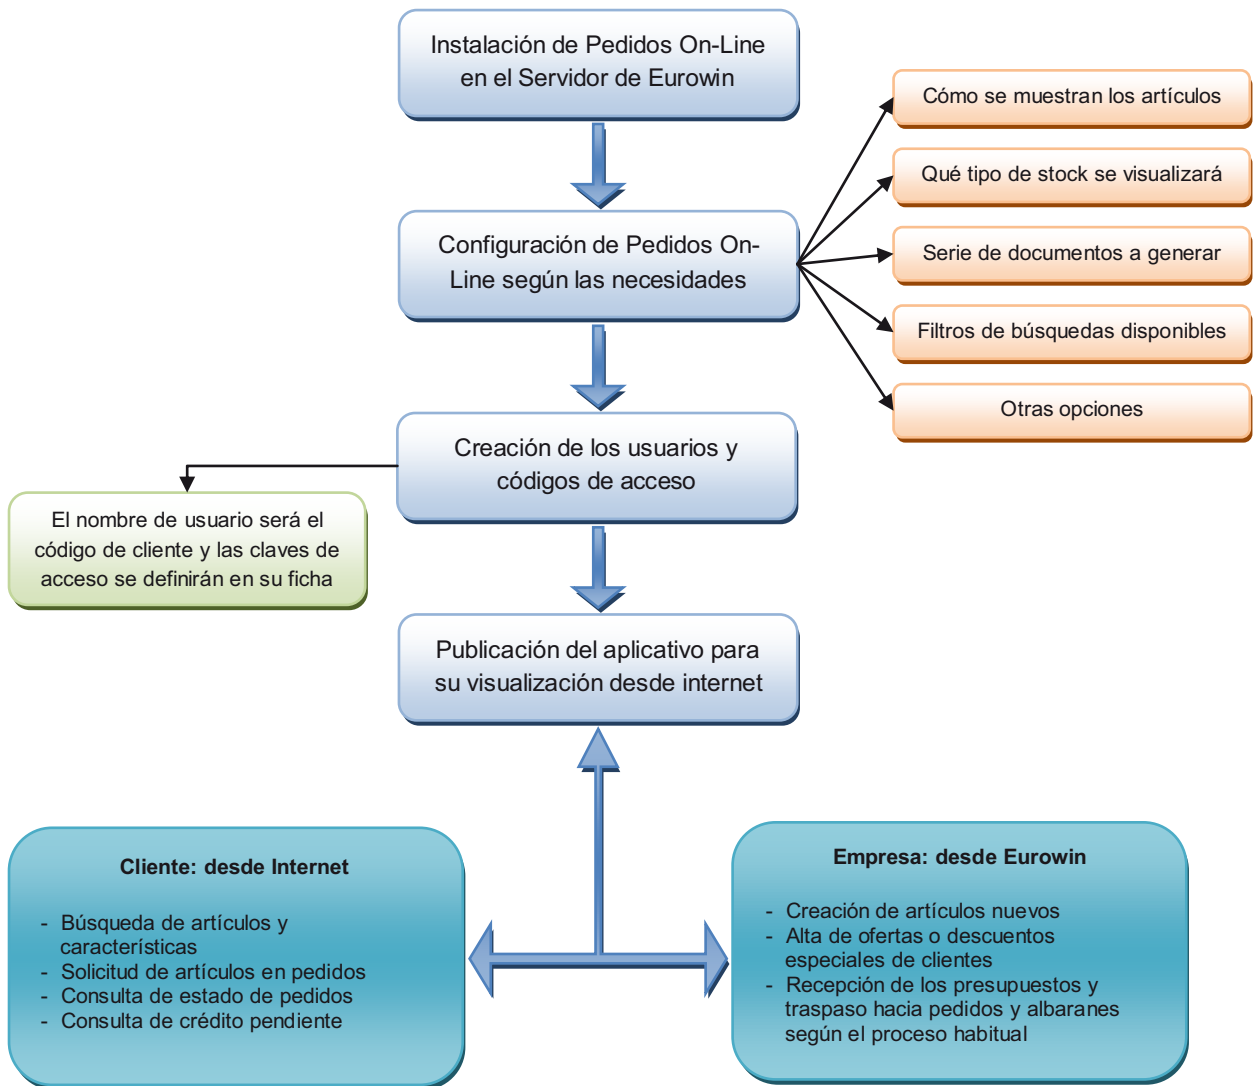 Instalación de Pedidos On-Line
en el Servidor de Eurowin
Cómo se muestran los artículos
Qué tipo de stock se visualizará
Configuración de Pedidos On-
Line según las necesidades
Serie de documentos a generar
Filtros de búsquedas disponibles
Otras opciones
Creación de los usuarios y
códigos de acceso
El nombre de usuario será el
código de cliente y las claves de
acceso se definirán en su ficha
Publicación del aplicativo para
su visualización desde internet
Cliente: desde Internet
- Búsqueda de artículos y
características
- Solicitud de artículos en pedidos
- Consulta de estado de pedidos
- Consulta de crédito pendiente
Empresa: desde Eurowin
- Creación de artículos nuevos
- Alta de ofertas o descuentos
especiales de clientes
- Recepción de los presupuestos y
traspaso hacia pedidos y albaranes
según el proceso habitual